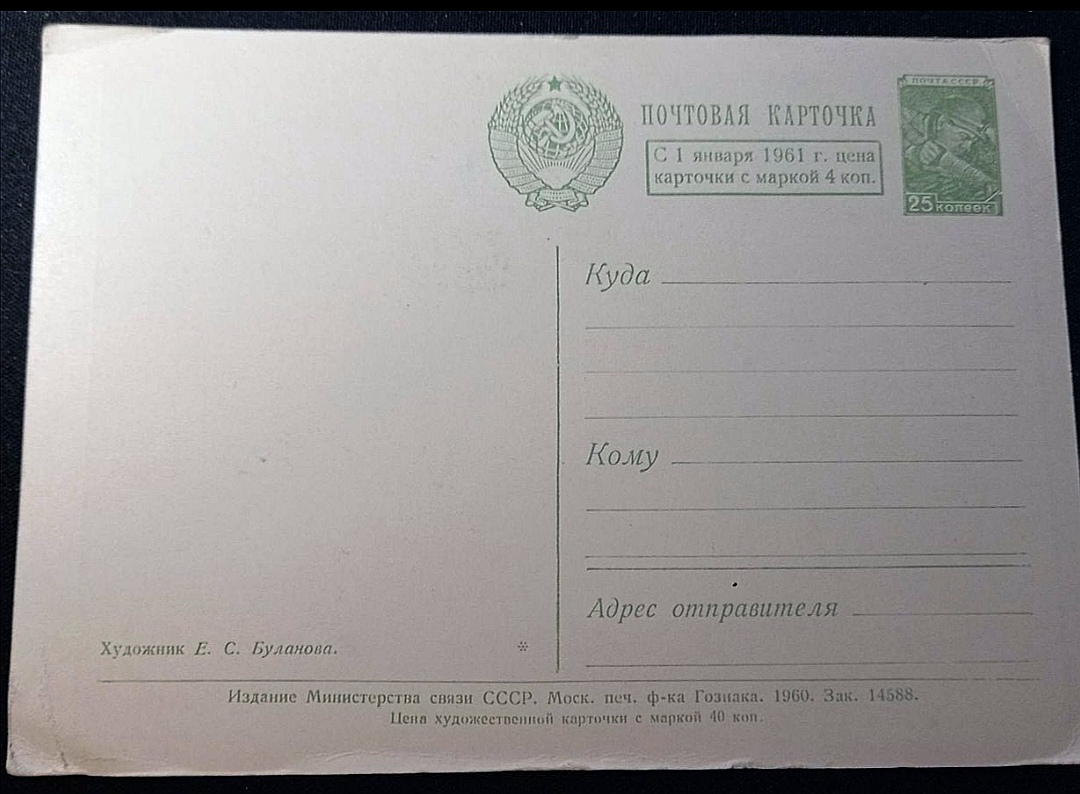 ПОЧТА СССР
ПОЧТОВАЯ КАРТОЧКА
С 1 января 1961 г. цена
карточки с маркой 4 коп.
25 копеек
Куда
Кому
Адрес отправителя
Художник Е. С. Буланова.
*
Издание Министерства связи СССР. Моск. печ. ф-ка Гознака. 1960. Зак. 14588.
Цена художественной карточки с маркой 40 коп.